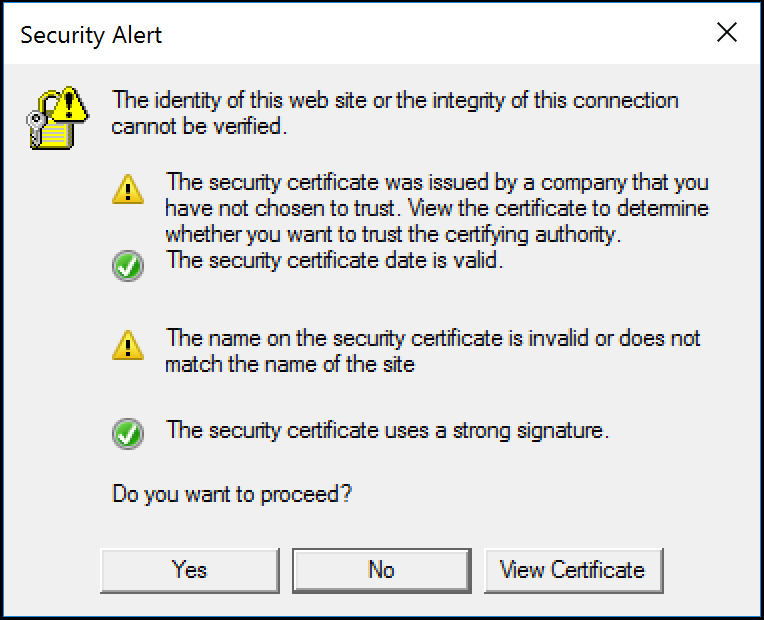 Security Alert
The identity of this web site or the integrity of this connection
cannot be verified.
The security certificate was issued by a company that you
have not chosen to trust. View the certificate to determine
whether you want to trust the certifying authority.
The security certificate date is valid.
The name on the security certificate is invalid or does not
match the name of the site
The security certificate uses a strong signature.
Do you want to proceed?
Yes
No
View Certificate